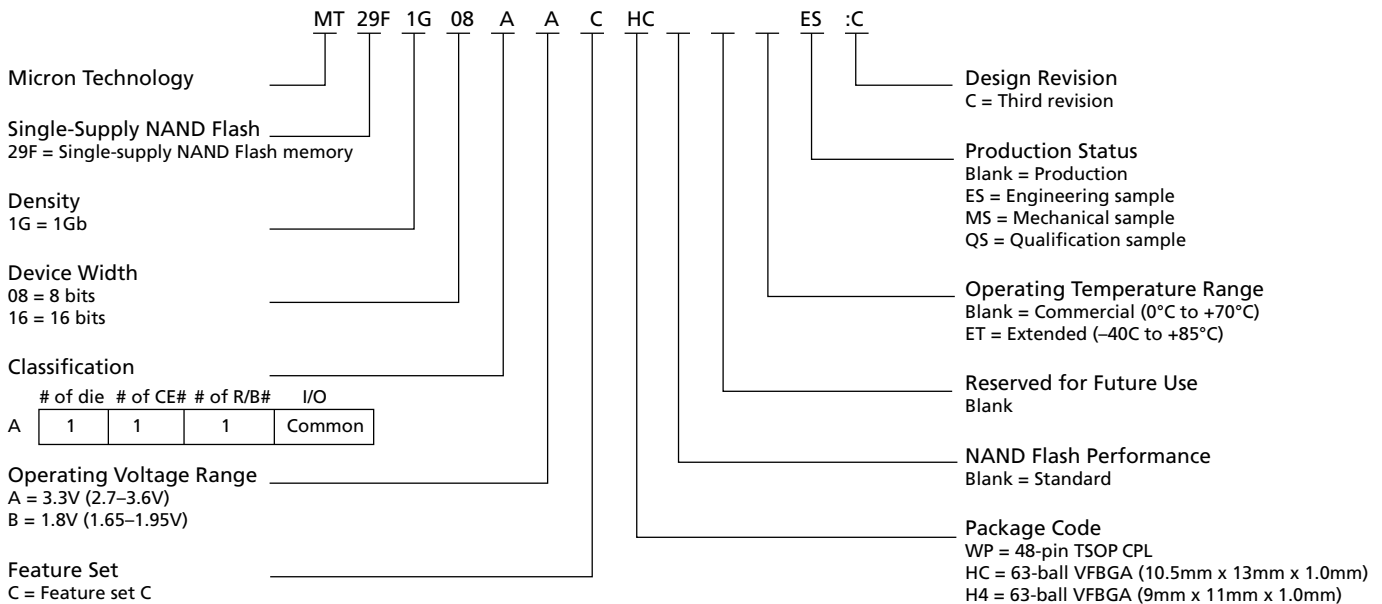 MT 29F 1G 08 A A C HC ES :C
Micron Technology
Single-Supply NAND Flash
29F = Single-supply NAND Flash memory
Density
1G = 1Gb
Device Width
08 = 8 bits
16 = 16 bits
Classification
# of die # of CE# # of R/B# I/O
A 1 1 1 Common
Operating Voltage Range
A = 3.3V (2.7–3.6V)
B = 1.8V (1.65–1.95V)
Feature Set
C = Feature set C
Design Revision
C = Third revision
Production Status
Blank = Production
ES = Engineering sample
MS = Mechanical sample
QS = Qualification sample
Operating Temperature Range
Blank = Commercial (0°C to +70°C)
ET = Extended (–40C to +85°C)
Reserved for Future Use
Blank
NAND Flash Performance
Blank = Standard
Package Code
WP = 48-pin TSOP CPL
HC = 63-ball VFBGA (10.5mm x 13mm x 1.0mm)
H4 = 63-ball VFBGA (9mm x 11mm x 1.0mm)